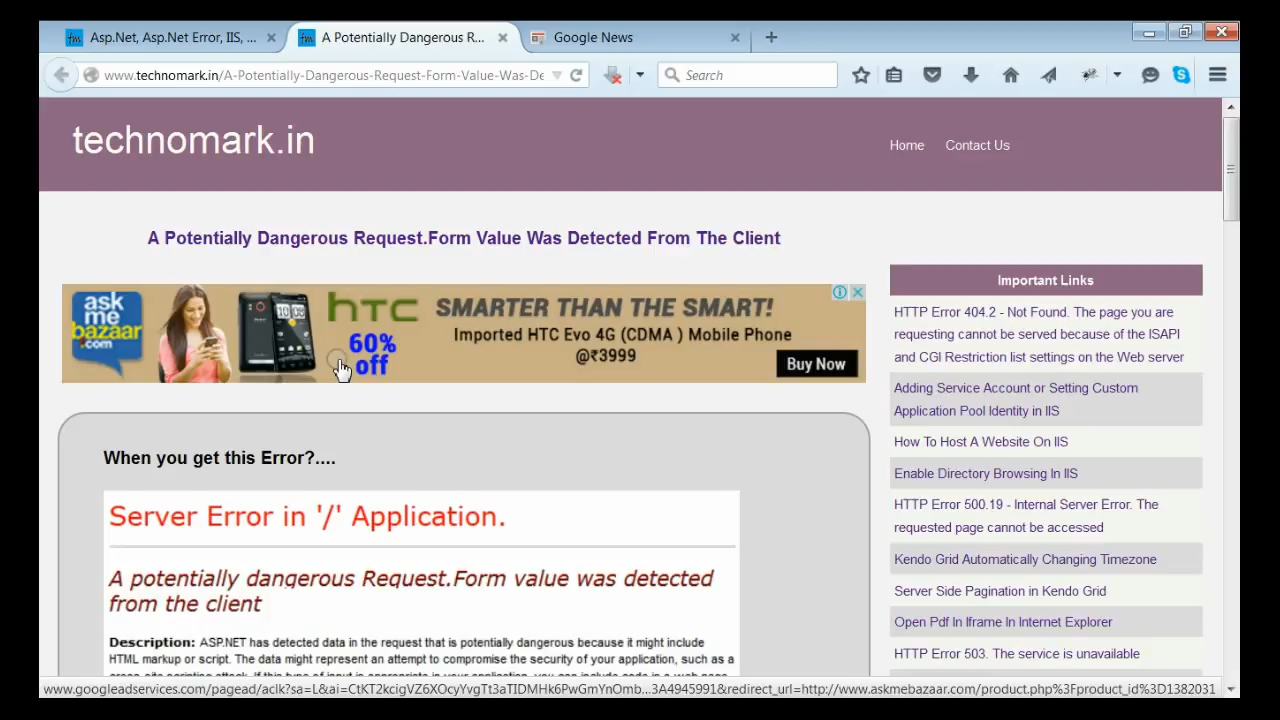 Asp.Net, Asp.Net Error, IIS, ...
A Potentially Dangerous R...
Google News
www.technomark.in/A-Potentially-Dangerous-Request-Form-Value-Was-De
Search
technomark.in
Home
Contact Us
A Potentially Dangerous Request.Form Value Was Detected From The Client
ask
me
bazaar
.com
hTC
60%
off
SMARTER THAN THE SMART!
Imported HTC Evo 4G (CDMA ) Mobile Phone
@₹3999
Buy Now
When you get this Error?....
Server Error in '/' Application.
A potentially dangerous Request.Form value was detected
from the client
Description: ASP.NET has detected data in the request that is potentially dangerous because it might include
HTML markup or script. The data might represent an attempt to compromise the security of your application, such as a
Important Links
HTTP Error 404.2 - Not Found. The page you are
requesting cannot be served because of the ISAPI
and CGI Restriction list settings on the Web server
Adding Service Account or Setting Custom
Application Pool Identity in IIS
How To Host A Website On IIS
Enable Directory Browsing In IIS
HTTP Error 500.19 - Internal Server Error. The
requested page cannot be accessed
Kendo Grid Automatically Changing Timezone
Server Side Pagination in Kendo Grid
Open Pdf In Iframe In Internet Explorer
HTTP Error 503. The service is unavailable
www.googleadservices.com/pagead/aclk?sa=L&ai=CtKT2kcigVZ6XOcyYvgTt3aTIDMHk6PwGmYnOmb...3A4945991&redirect_url=http://www.askmebazaar.com/product.php%3Fproduct_id%3D1382031